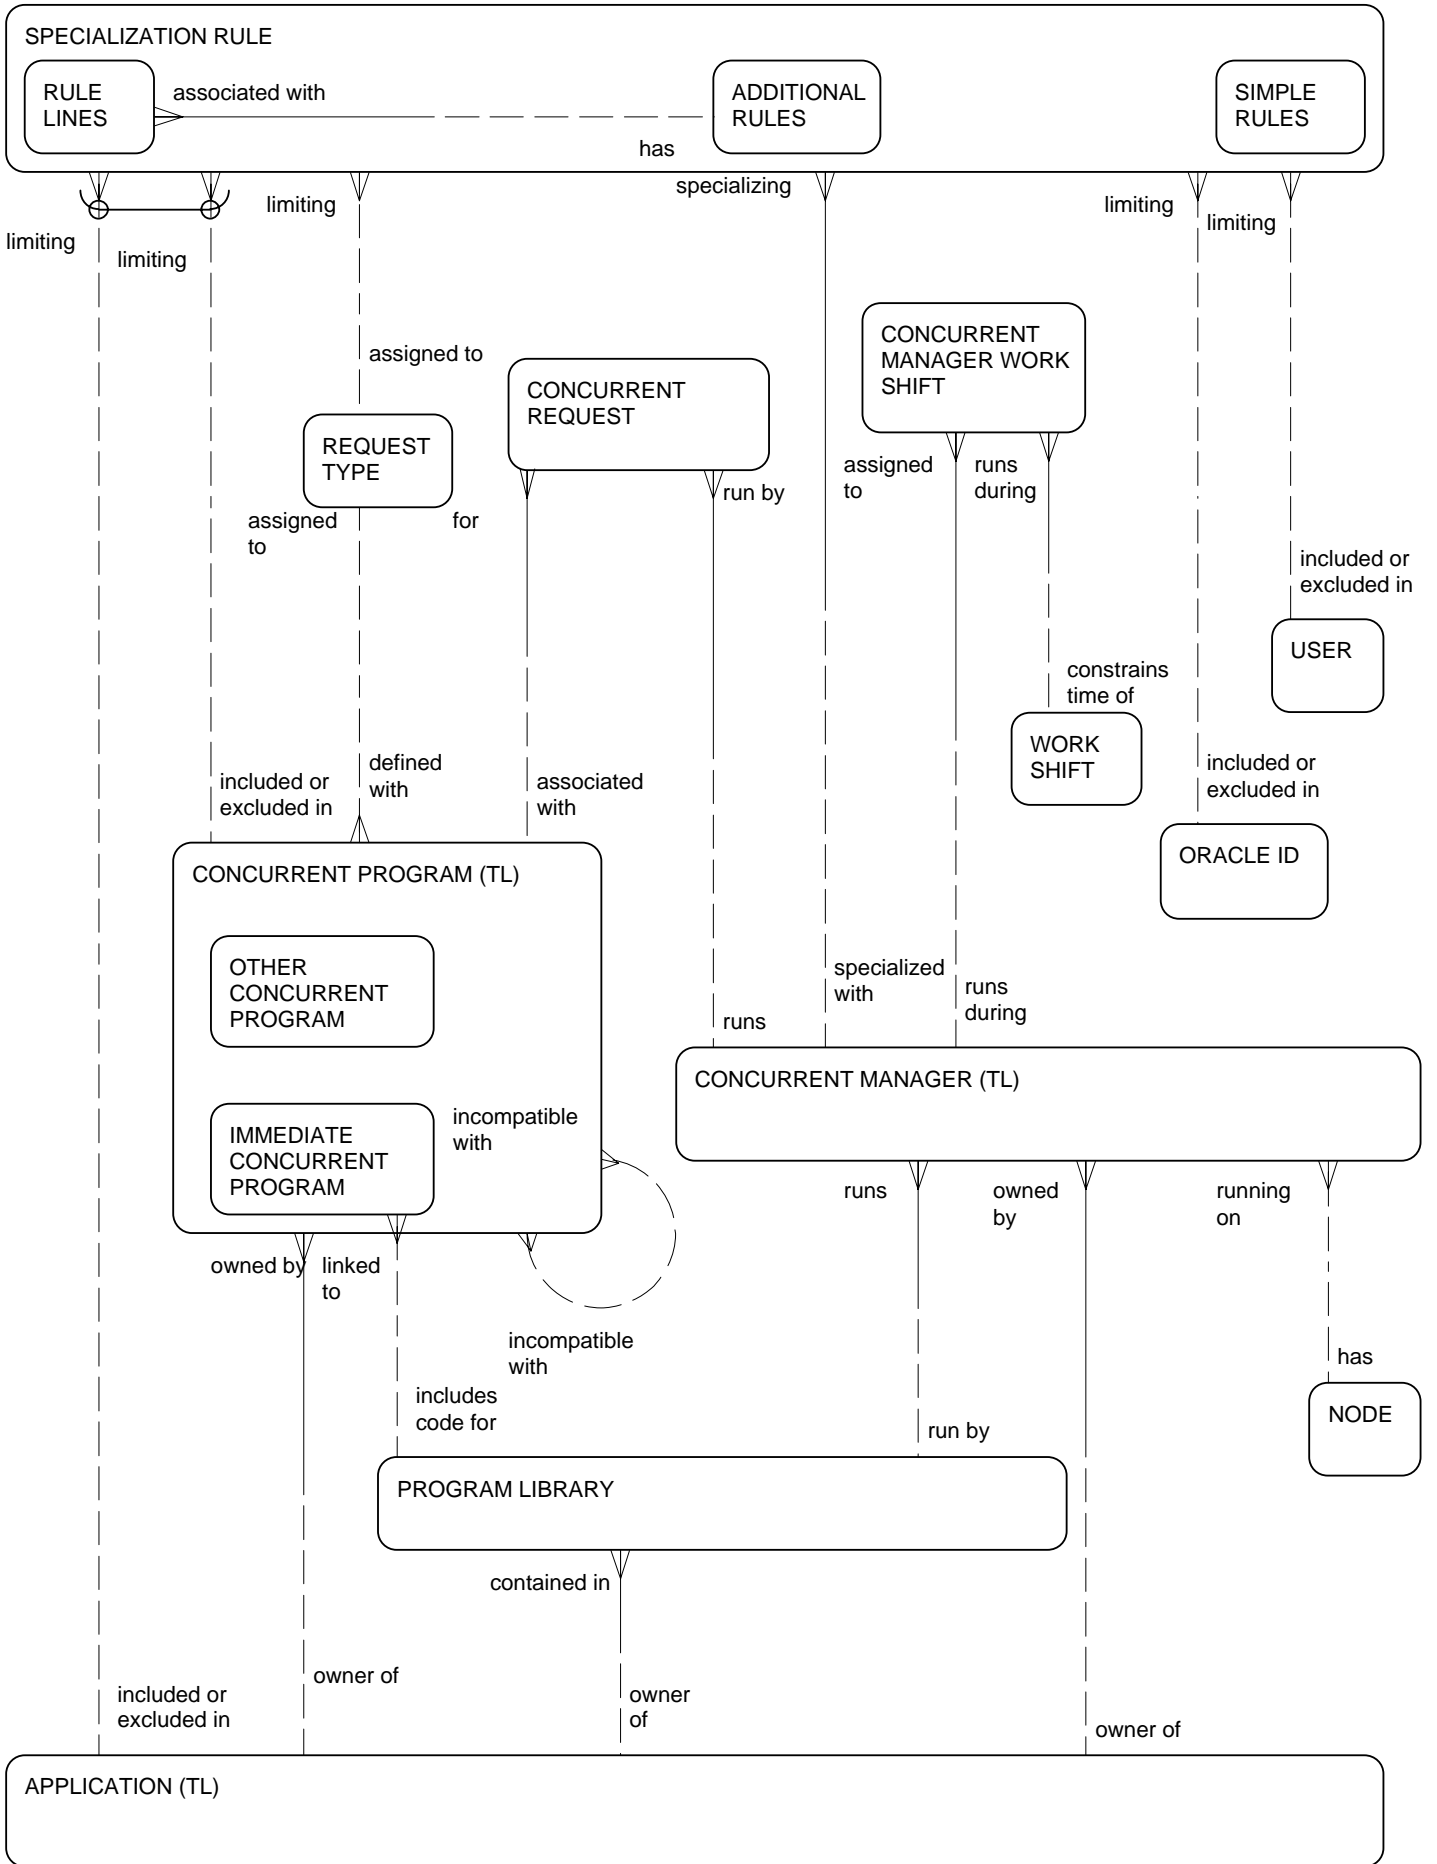 SPECIALIZATION RULE
RULE
LINES
associated with
has
ADDITIONAL
RULES
SIMPLE
RULES
limiting
limiting
limiting
specializing
limiting
limiting
assigned to
REQUEST
TYPE
assigned
to
for
CONCURRENT
REQUEST
run by
CONCURRENT
MANAGER WORK
SHIFT
assigned
to
runs
during
included or
excluded in
USER
constrains
time of
WORK
SHIFT
included or
excluded in
ORACLE ID
included or
excluded in
defined
with
associated
with
CONCURRENT PROGRAM (TL)
OTHER
CONCURRENT
PROGRAM
IMMEDIATE
CONCURRENT
PROGRAM
incompatible
with
runs
specialized
with
runs
during
CONCURRENT MANAGER (TL)
runs
owned
by
running
on
owned by
linked
to
incompatible
with
includes
code for
run by
has
NODE
PROGRAM LIBRARY
contained in
included or
excluded in
owner of
owner
of
owner of
APPLICATION (TL)